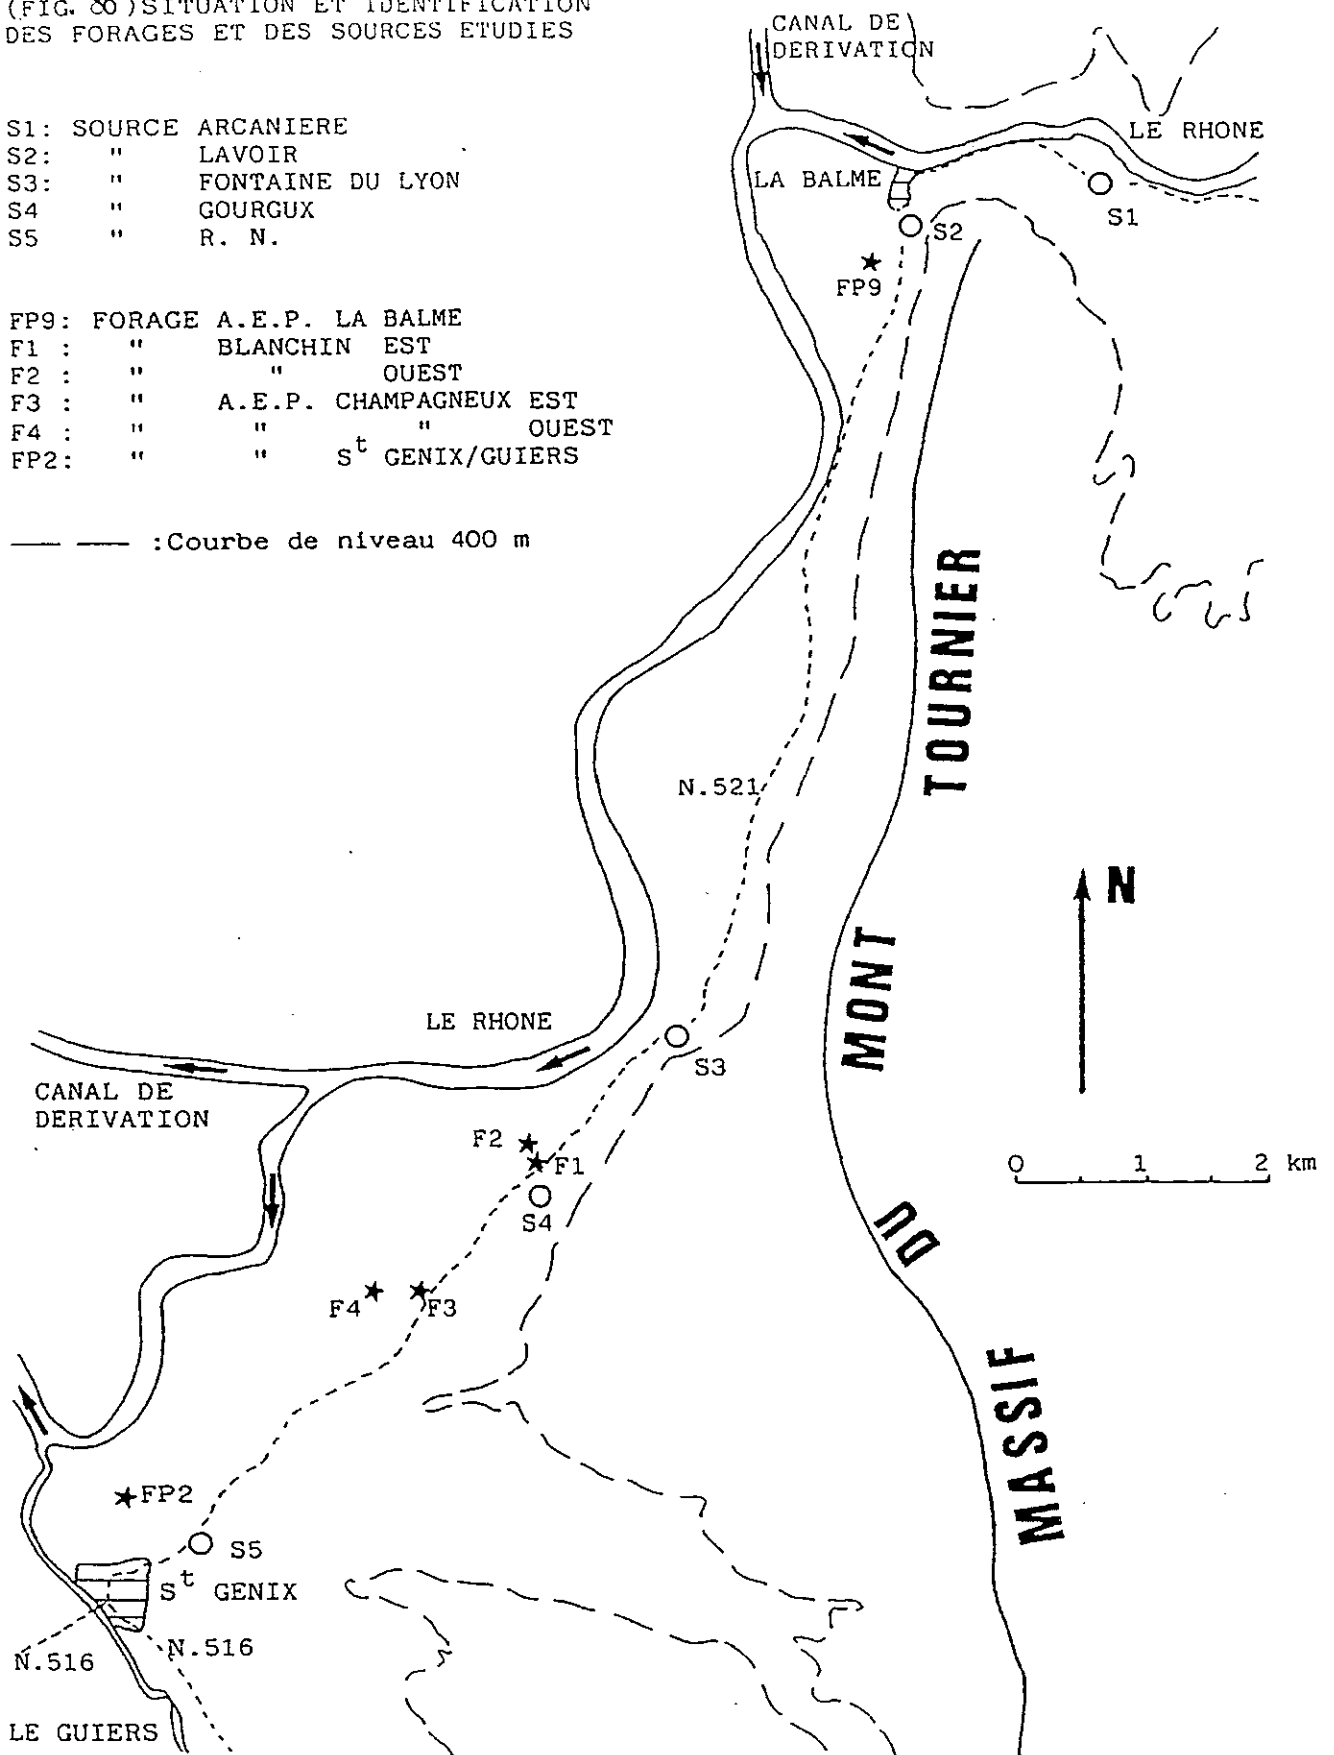 (FIG. 80) SITUATION ET IDENTIFICATION
DES FORAGES ET DES SOURCES ETUDIES
S1: SOURCE ARCANIERE
S2: " LAVOIR
S3: " FONTAINE DU LYON
S4 " GOURGUX
S5 " R. N.
FP9: FORAGE A.E.P. LA BALME
F1 : " BLANCHIN EST
F2 : " " OUEST
F3 : " A.E.P. CHAMPAGNEUX EST
F4 : " " " OUEST
FP2: " " St GENIX/GUIERS
:Courbe de niveau 400 m
CANAL DE
DERIVATION
LE RHONE
LA BALME
S1
S2
FP9
TOURNIER
N.521
N
MONT
LE RHONE
S3
CANAL DE
DERIVATION
F2
F1
0 1 2 km
S4
DU
F4
F3
MASSIF
FP2
S5
St GENIX
N.516
N.516
LE GUIERS